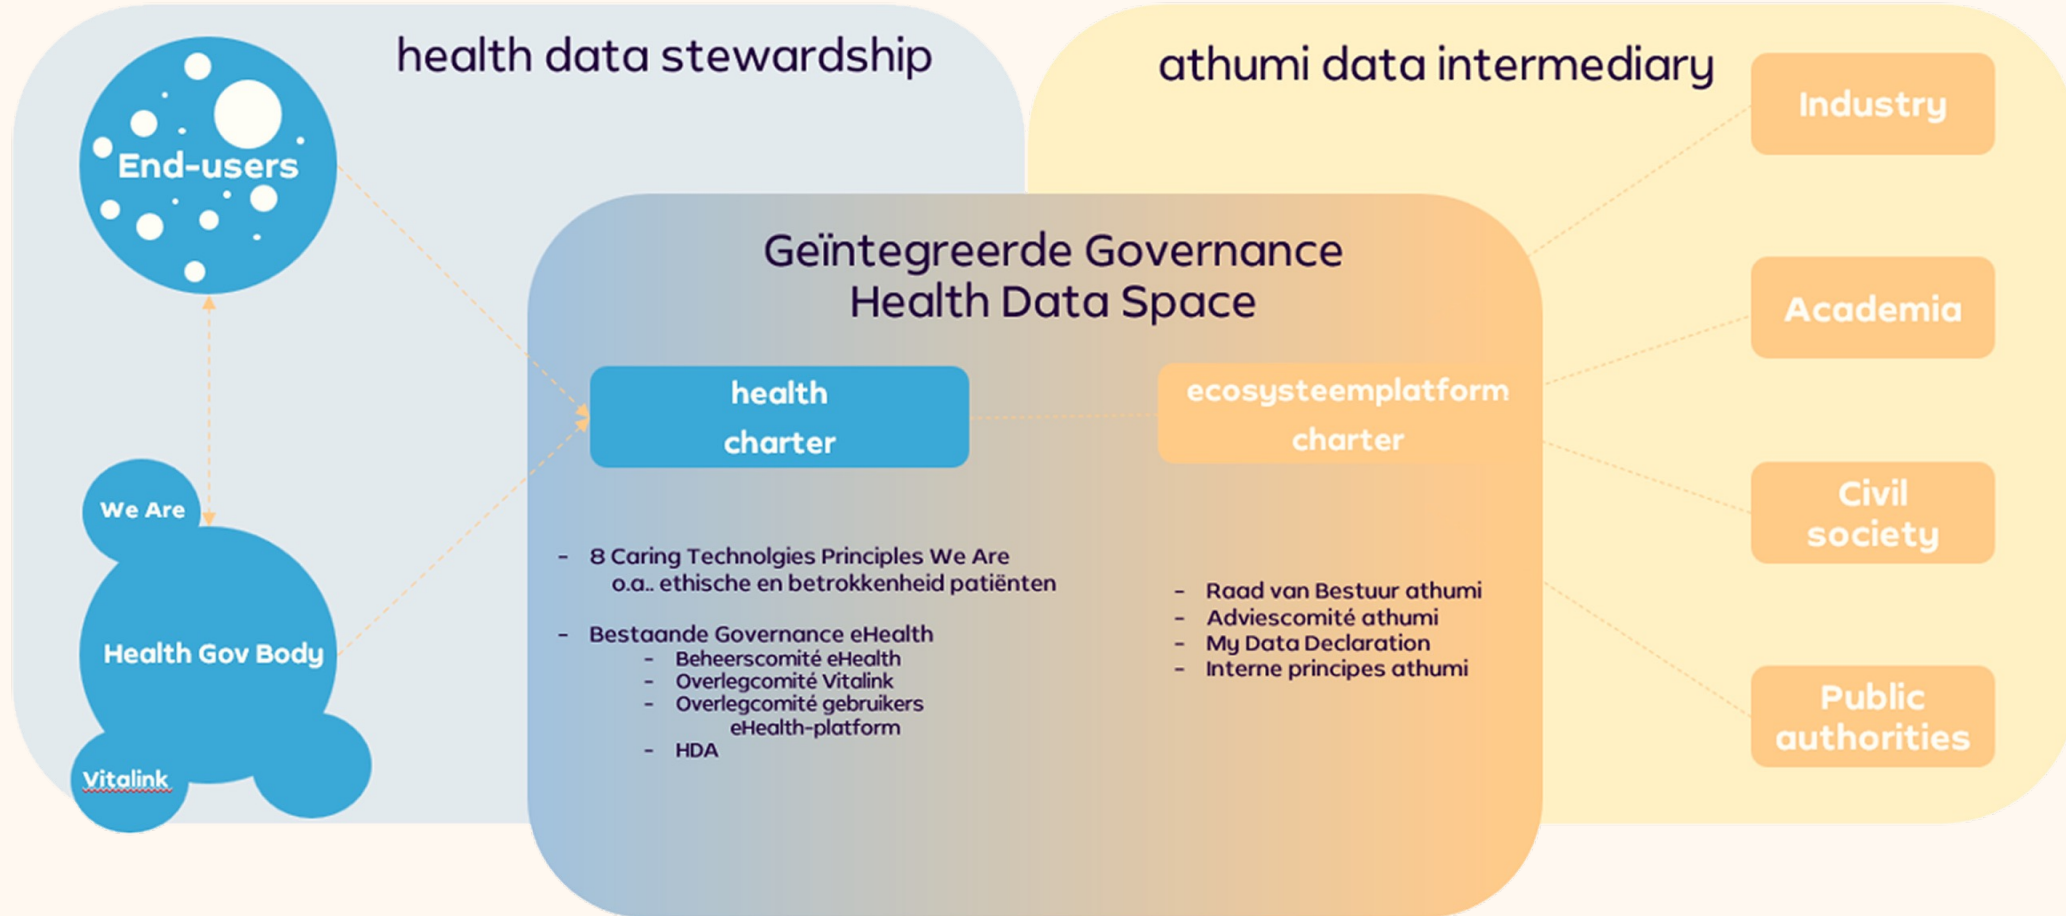 health data stewardship
End-users
We Are
Health Gov Body
Vitalink
Geïntegreerde Governance
Health Data Space
health
charter
- 8 Caring Technolgies Principles We Are
o.a.. ethische en betrokkenheid patiënten
- Bestaande Governance eHealth
- Beheerscomité eHealth
- Overlegcomité Vitalink
- Overlegcomité gebruikers
eHealth-platform
- HDA
ecosysteemplatform
charter
- Raad van Bestuur athumi
- Adviescomité athumi
- My Data Declaration
- Interne principes athumi
athumi data intermediary
Industry
Academia
Civil
society
Public
authorities